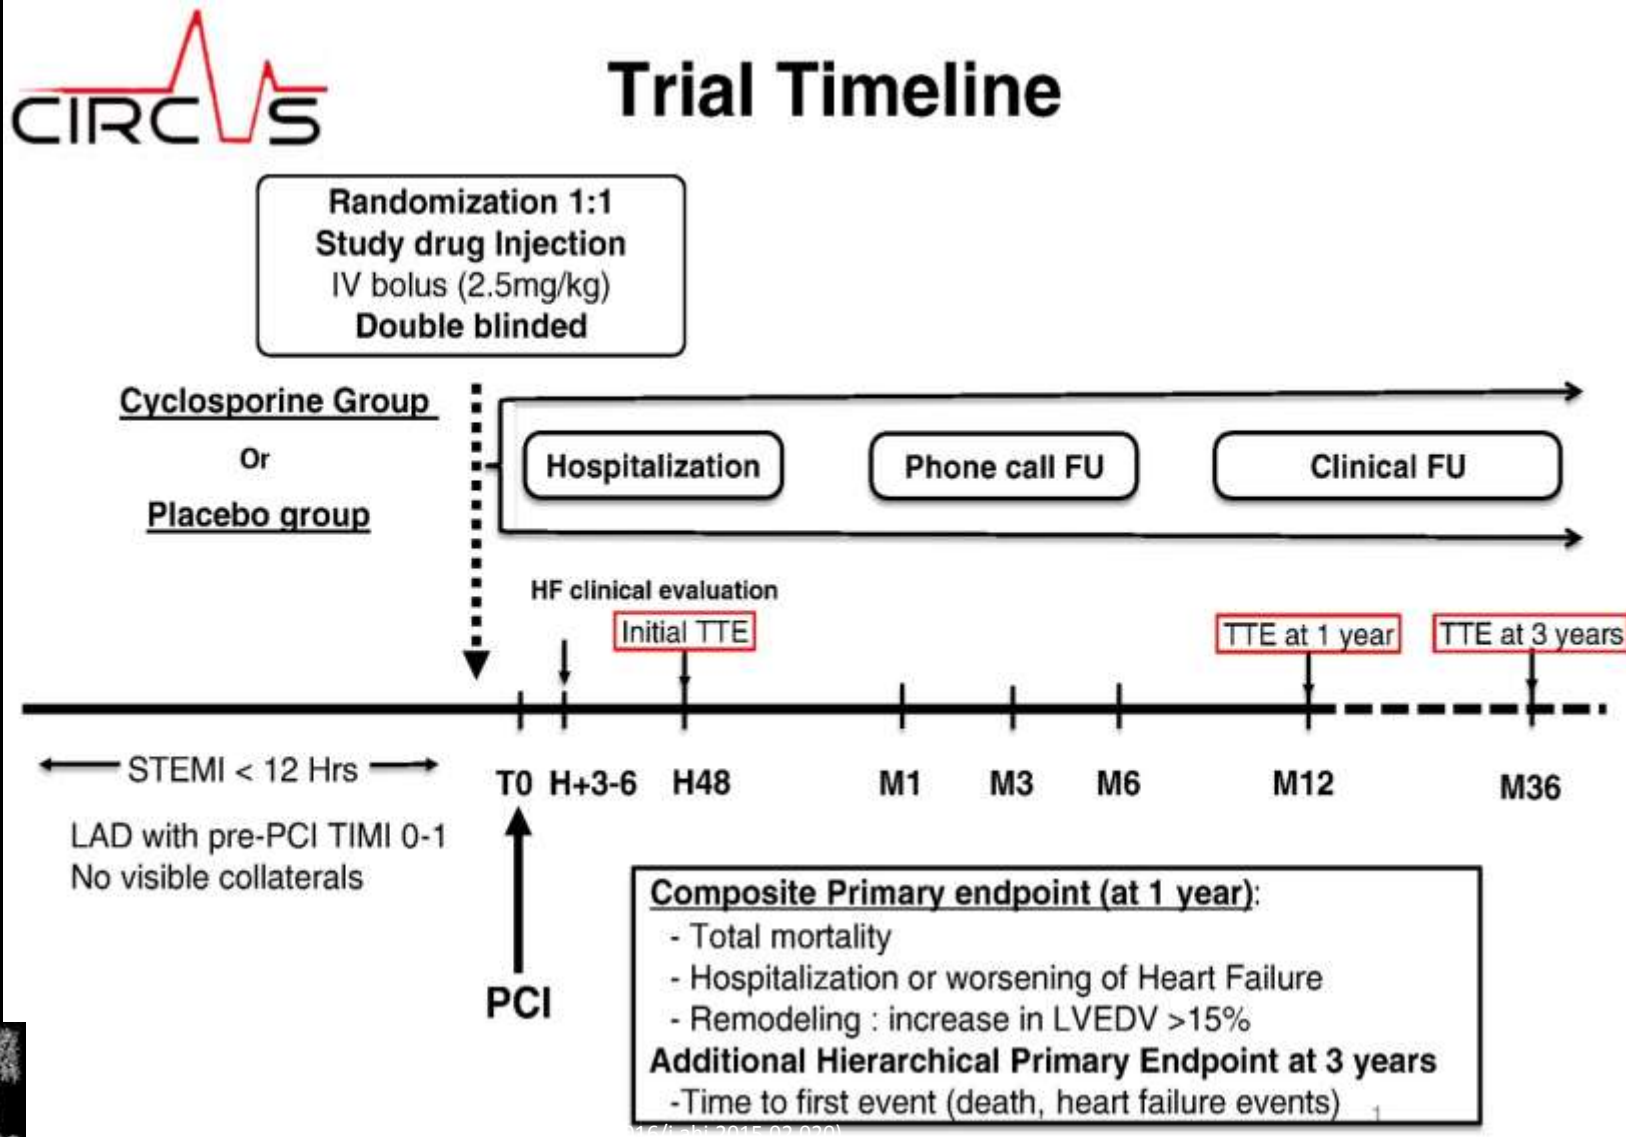 CIRCUS
Trial Timeline
Randomization 1:1
Study drug Injection
IV bolus (2.5mg/kg)
Double blinded
Cyclosporine Group
Or
Placebo group
Hospitalization
Phone call FU
Clinical FU
HF clinical evaluation
Initial TTE
TTE at 1 year
TTE at 3 years
STEMI < 12 Hrs
T0 H+3-6 H48 M1 M3 M6 M12 M36
LAD with pre-PCI TIMI 0-1
No visible collaterals
PCI
Composite Primary endpoint (at 1 year):
- Total mortality
- Hospitalization or worsening of Heart Failure
- Remodeling : increase in LVEDV >15%
Additional Hierarchical Primary Endpoint at 3 years
-Time to first event (death, heart failure events)
1